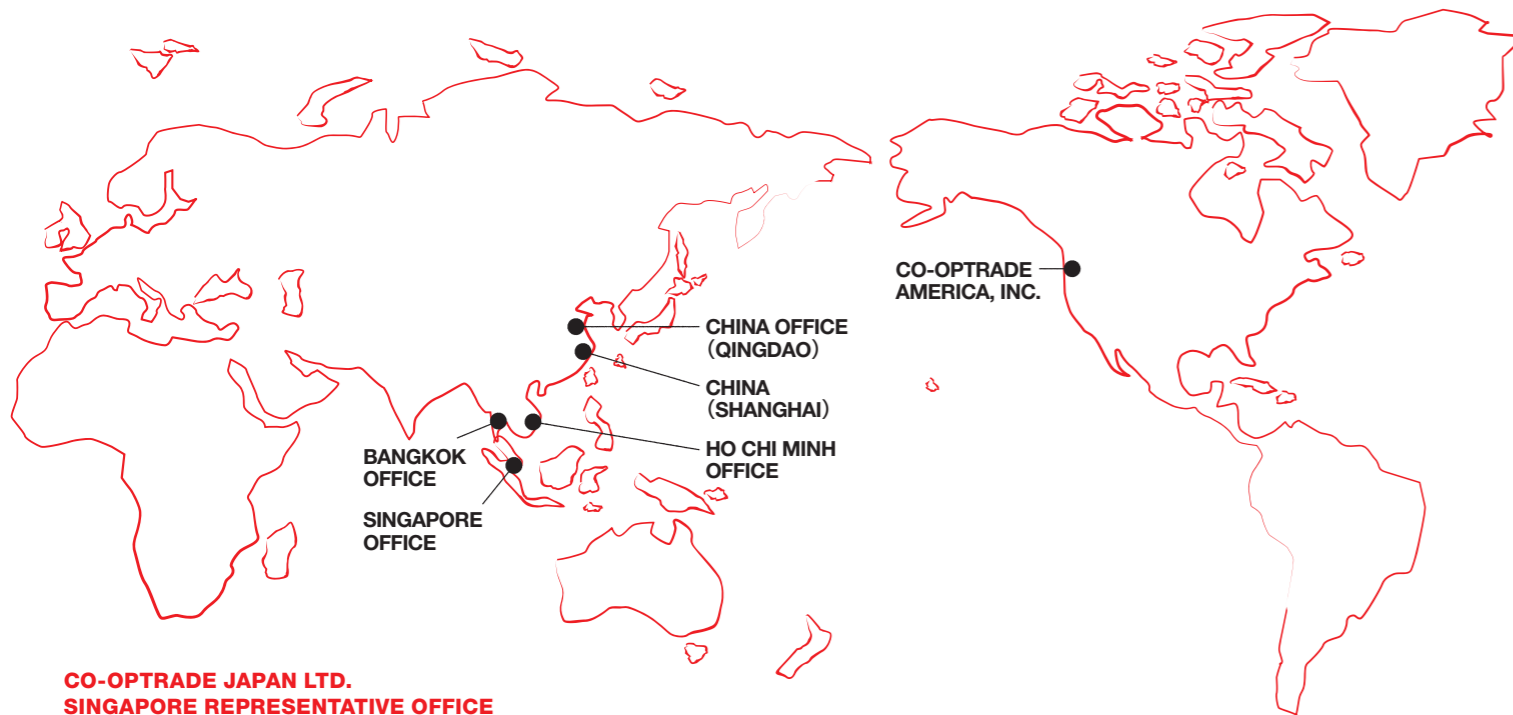 CO-OPTRADE
AMERICA, INC.
CHINA OFFICE
（QINGDAO）
CHINA
（SHANGHAI）
HO CHI MINH
OFFICE
BANGKOK
OFFICE
SINGAPORE
OFFICE
CO-OPTRADE JAPAN LTD.
SINGAPORE REPRESENTATIVE OFFICE